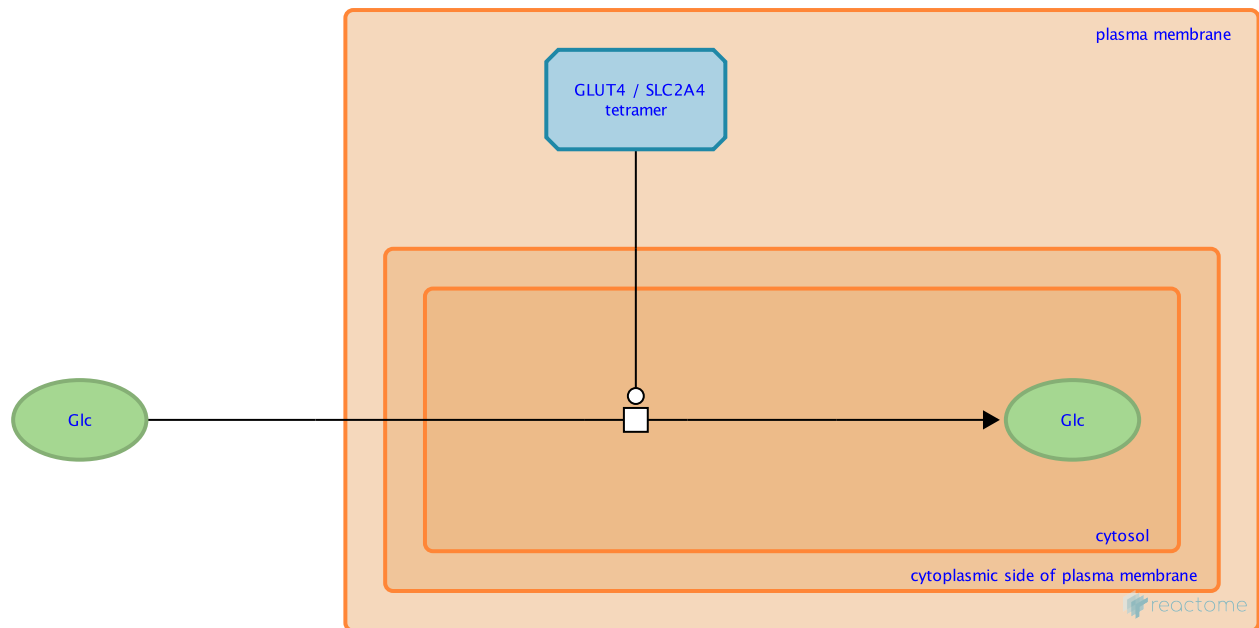 plasma membrane
GLUT4 / SLC2A4
tetramer
Glc
Glc
cytosol
cytoplasmic side of plasma membrane
reactome